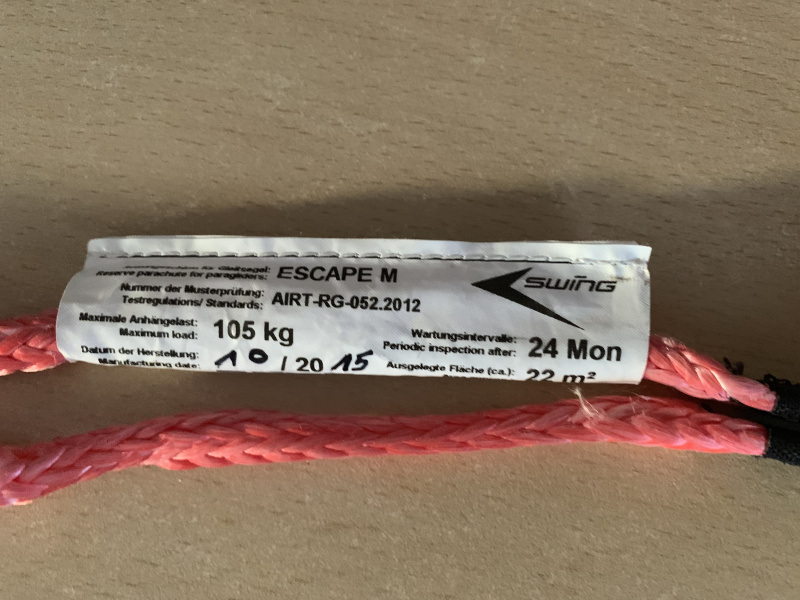 Reserve parachute for paragliders: ESCAPE M
SWING
Nummer der Musterprüfung:
Testregulations/ Standards: AIRT-RG-052.2012
Maximale Anhängelast:
Maximum load: 105 kg
Wartungsintervalle:
Periodic inspection after: 24 Mon
Datum der Herstellung:
Manufacturing date: 10 / 2015
Ausgelegte Fläche (ca.): 22 m²